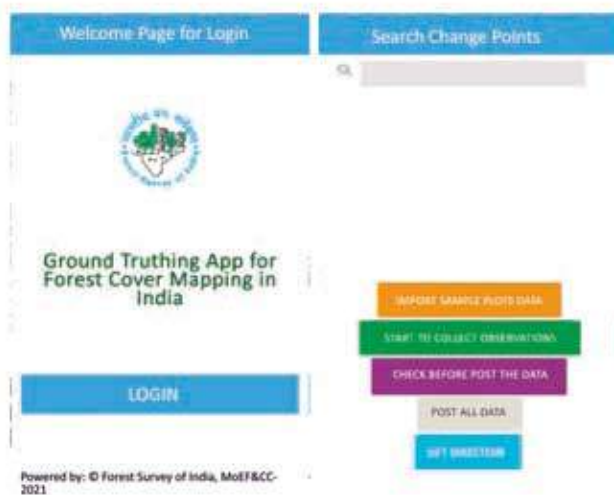 Welcome Page for Login
Ground Truthing App for
Forest Cover Mapping in
India
LOGIN
Powered by: © Forest Survey of India, MoEF&CC-
2021
Search Change Points
IMPORT SAMPLE PLOTS DATA
START TO COLLECT OBSERVATIONS
CHECK BEFORE POST THE DATA
POST ALL DATA
GET